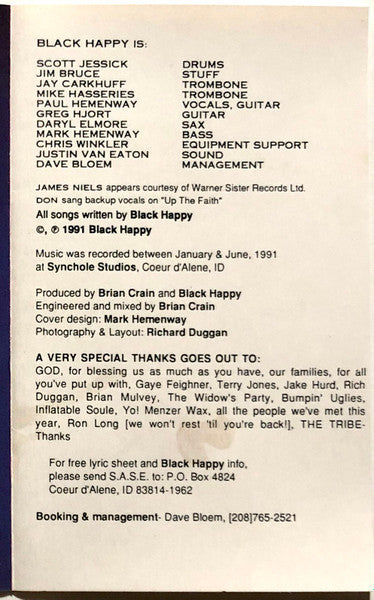 BLACK HAPPY IS:
SCOTT JESSICK DRUMS
JIM BRUCE STUFF
JAY CARKHUFF TROMBONE
MIKE HASSERIES TROMBONE
PAUL HEMENWAY VOCALS, GUITAR
GREG HJORT GUITAR
DARYL ELMORE SAX
MARK HEMENWAY BASS
CHRIS WINKLER EQUIPMENT SUPPORT
JUSTIN VAN EATON SOUND
DAVE BLOEM MANAGEMENT
JAMES NIELS appears courtesy of Warner Sister Records Ltd.
DON sang backup vocals on "Up The Faith"
All songs written by Black Happy
©, ℗ 1991 Black Happy
Music was recorded between January & June, 1991
at Synchole Studios, Coeur d'Alene, ID
Produced by Brian Crain and Black Happy
Engineered and mixed by Brian Crain
Cover design: Mark Hemenway
Photography & Layout: Richard Duggan
A VERY SPECIAL THANKS GOES OUT TO:
GOD, for blessing us as much as you have, our families, for all
you've put up with, Gaye Feighner, Terry Jones, Jake Hurd, Rich
Duggan, Brian Mulvey, The Widow's Party, Bumpin' Uglies,
Inflatable Soule, Yo! Menzer Wax, all the people we've met this
year, Ron Long [we won't rest 'til you're back!], THE TRIBE-
Thanks
For free lyric sheet and Black Happy info,
please send S.A.S.E. to: P.O. Box 4824
Coeur d'Alene, ID 83814-1962
Booking & management- Dave Bloem, [208]765-2521